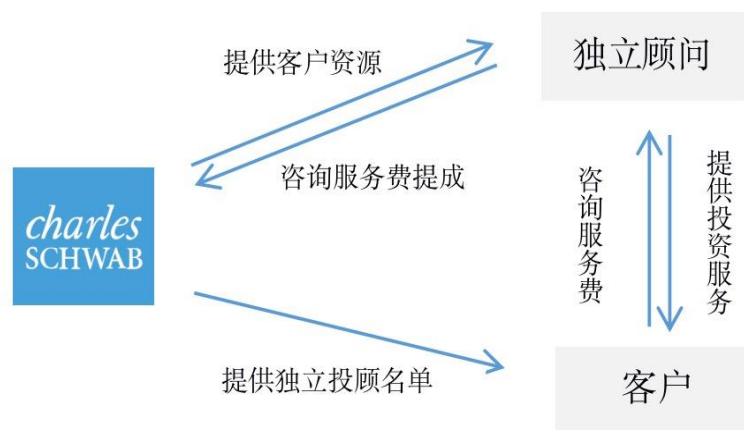 提供客户资源
独立顾问
咨询服务费提成
charles
SCHWAB
咨询服务费
提供投资服务
提供独立投顾名单
客户